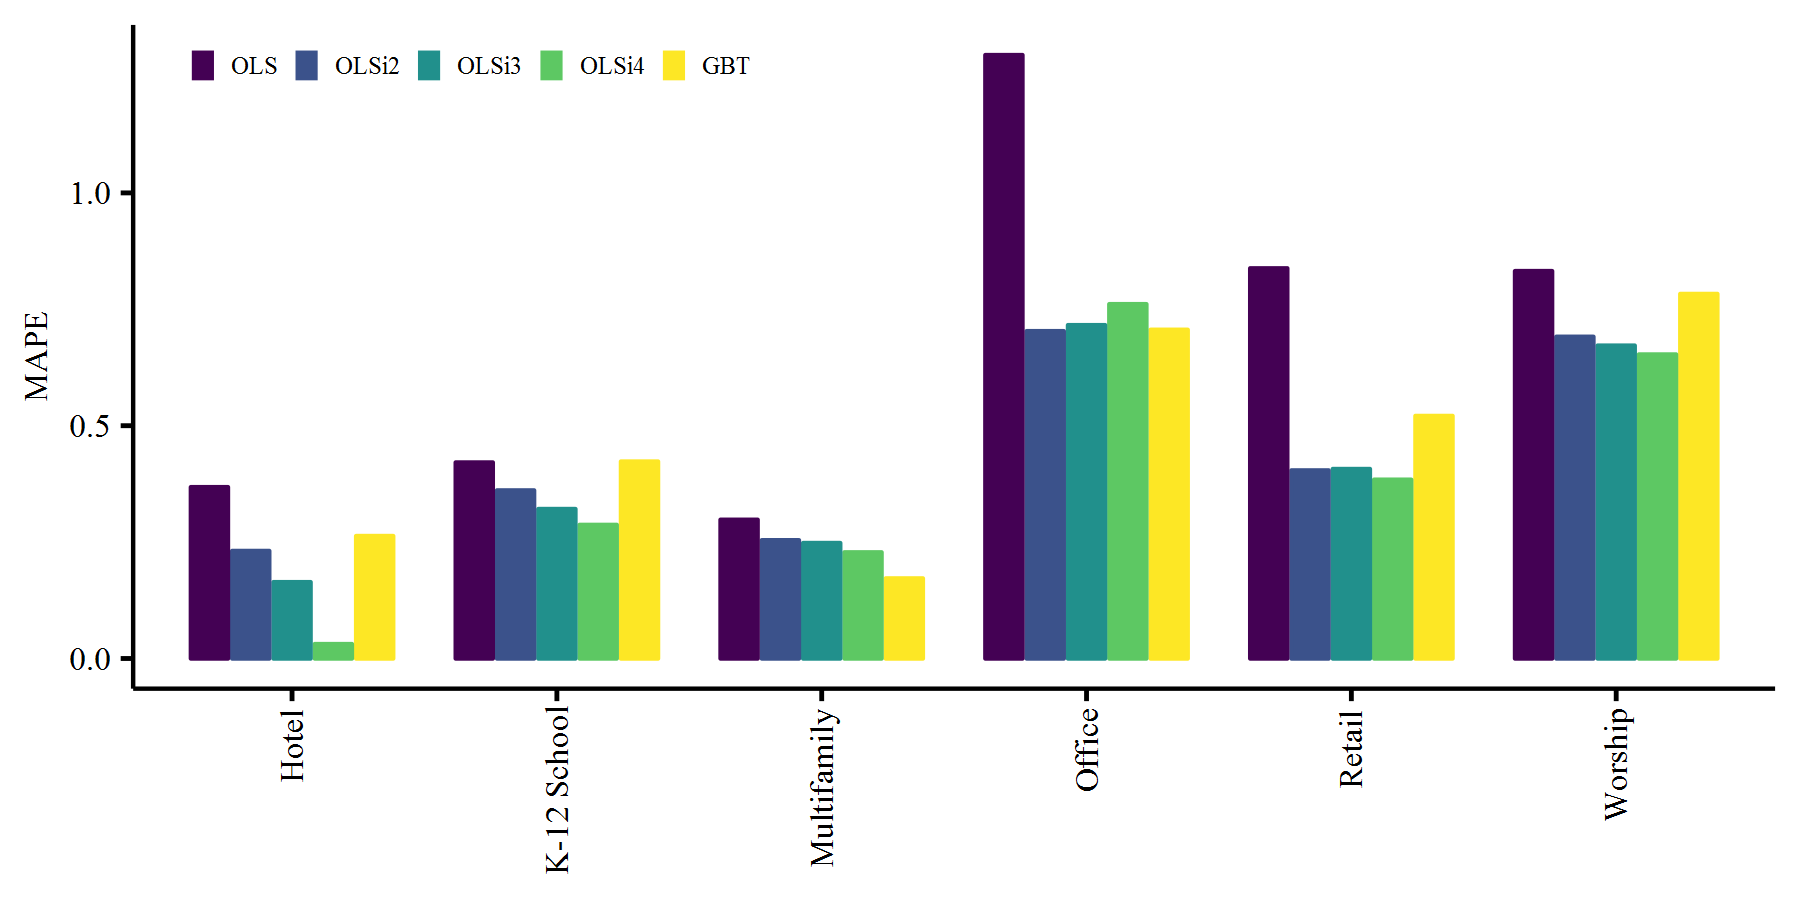 OLS OLSi2 OLSi3 OLSi4 GBT
MAPE
1.0
0.5
0.0
Hotel
K-12 School
Multifamily
Office
Retail
Worship